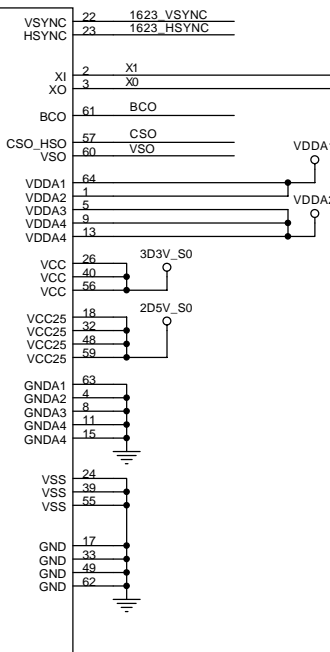 VSYNC 22 1623_VSYNC
HSYNC 23 1623_HSYNC
XI 2 X1
XO 3 X0
BCO 61 BCO
CSO_HSO 57 CSO
VSO 60 VSO
VDDA1
VDDA1 64
VDDA2 1
VDDA3 5 VDDA2
VDDA4 9
VDDA4 13
3D3V_S0
VCC 26
VCC 40
VCC 56
2D5V_S0
VCC25 18
VCC25 32
VCC25 48
VCC25 59
GNDA1 63
GNDA2 4
GNDA3 8
GNDA4 11
GNDA4 15
VSS 24
VSS 39
VSS 55
GND 17
GND 33
GND 49
GND 62